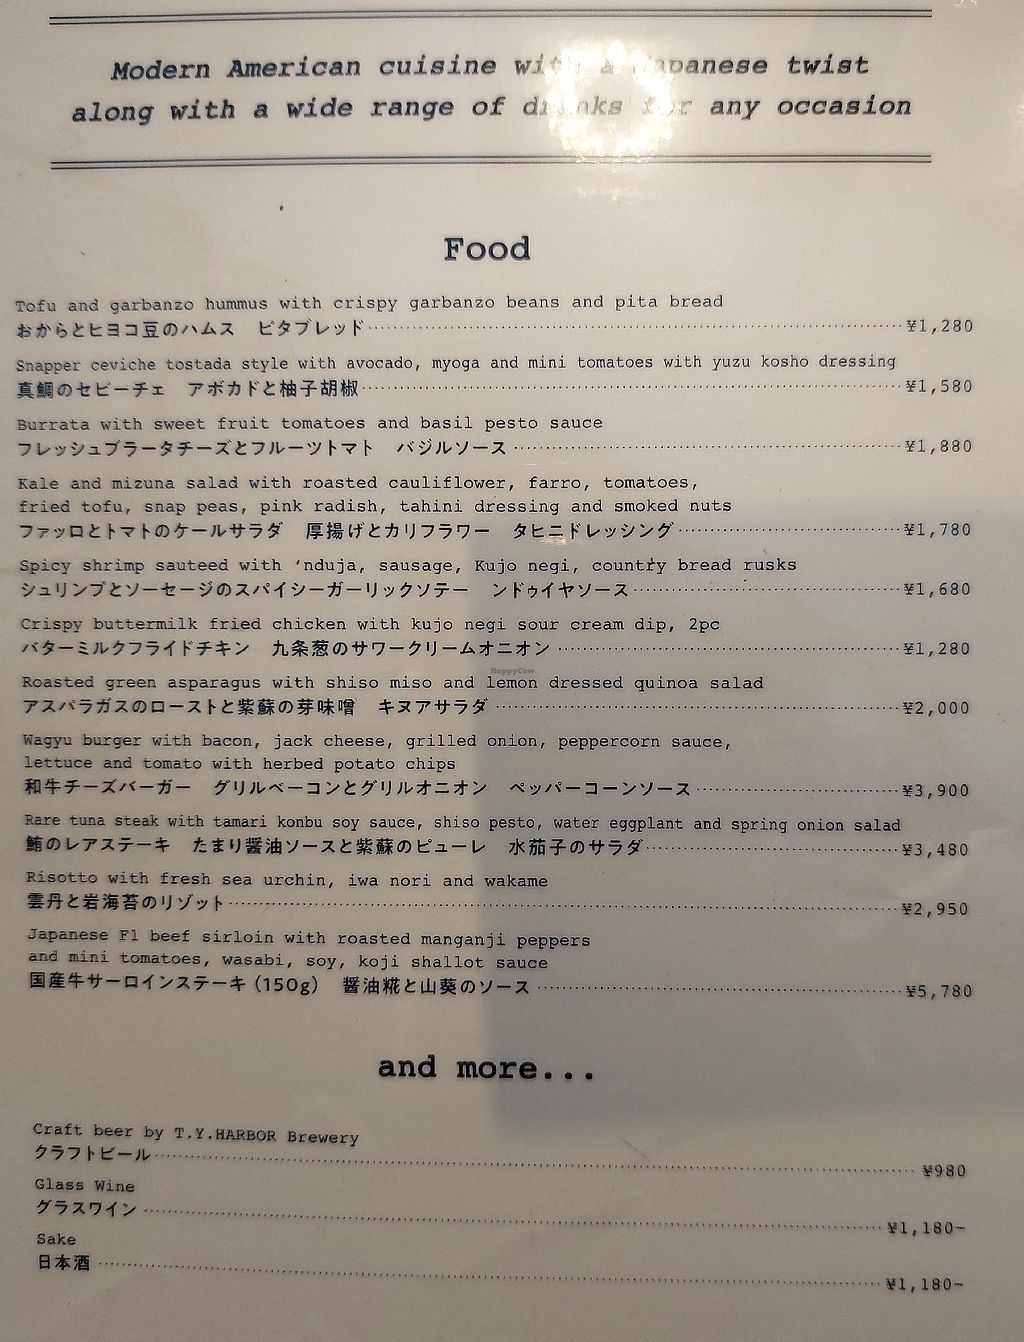 Modern American cuisine with a Japanese twist
along with a wide range of drinks for any occasion
Food
Tofu and garbanzo hummus with crispy garbanzo beans and pita bread
おからとヒヨコ豆のハムス ピタブレッド ¥1,280
Snapper ceviche tostada style with avocado, myoga and mini tomatoes with yuzu kosho dressing
真鯛のセビーチェ アボカドと柚子胡椒 ¥1,580
Burrata with sweet fruit tomatoes and basil pesto sauce
フレッシュブラータチーズとフルーツトマト バジルソース ¥1,880
Kale and mizuna salad with roasted cauliflower, farro, tomatoes,
fried tofu, snap peas, pink radish, tahini dressing and smoked nuts
ファッロとトマトのケールサラダ 厚揚げとカリフラワー タヒニドレッシング ¥1,780
Spicy shrimp sauteed with 'nduja, sausage, Kujo negi, country bread rusks
シュリンプとソーセージのスパイシーガーリックソテー ンドゥイヤソース ¥1,680
Crispy buttermilk fried chicken with kujo negi sour cream dip, 2pc
バターミルクフライドチキン 九条葱のサワークリームオニオン ¥1,280
HappyCow
Roasted green asparagus with shiso miso and lemon dressed quinoa salad
アスパラガスのローストと紫蘇の芽味噌 キヌアサラダ ¥2,000
Wagyu burger with bacon, jack cheese, grilled onion, peppercorn sauce,
lettuce and tomato with herbed potato chips
和牛チーズバーガー グリルベーコンとグリルオニオン ペッパーコーンソース ¥3,900
Rare tuna steak with tamari konbu soy sauce, shiso pesto, water eggplant and spring onion salad
鮪のレアステーキ たまり醤油ソースと紫蘇のピューレ 水茄子のサラダ ¥3,480
Risotto with fresh sea urchin, iwa nori and wakame
雲丹と岩海苔のリゾット ¥2,950
Japanese F1 beef sirloin with roasted manganji peppers
and mini tomatoes, wasabi, soy, koji shallot sauce
国産牛サーロインステーキ（150g） 醤油糀と山葵のソース ¥5,780
and more...
Craft beer by T.Y.HARBOR Brewery
クラフトビール ¥980
Glass Wine
グラスワイン ¥1,180~
Sake
日本酒 ¥1,180~